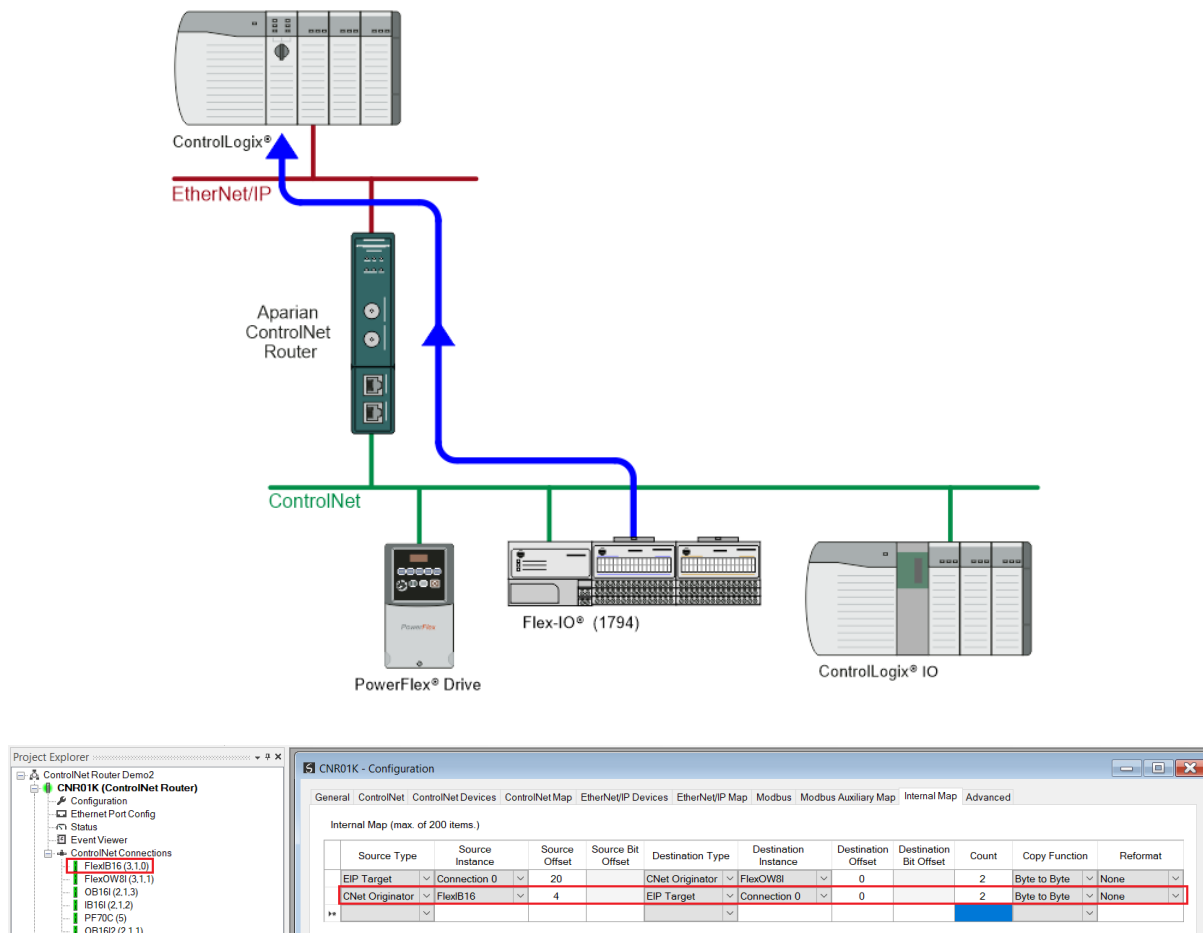 ControlLogix®
EtherNet/IP
Aparian
ControlNet
Router
ControlNet
PowerFlex
Flex-IO® (1794)
PowerFlex® Drive
ControlLogix® IO
Project Explorer
ControlNet Router Demo2
CNR01K (ControlNet Router)
Configuration
Ethernet Port Config
Status
Event Viewer
ControlNet Connections
FlexIB16 (3,1,0)
FlexOW8I (3,1,1)
OB16I (2,1,3)
IB16I (2,1,2)
PF70C (5)
OB16I2 (2,1,1)
CNR01K - Configuration
General ControlNet ControlNet Devices ControlNet Map EtherNet/IP Devices EtherNet/IP Map Modbus Modbus Auxiliary Map Internal Map Advanced
Internal Map (max. of 200 items.)
Source Type Source Instance Source Offset Source Bit Offset Destination Type Destination Instance Destination Offset Destination Bit Offset Count Copy Function Reformat
EIP Target Connection 0 20 CNet Originator FlexOW8I 0 2 Byte to Byte None
CNet Originator FlexIB16 4 EIP Target Connection 0 0 2 Byte to Byte None